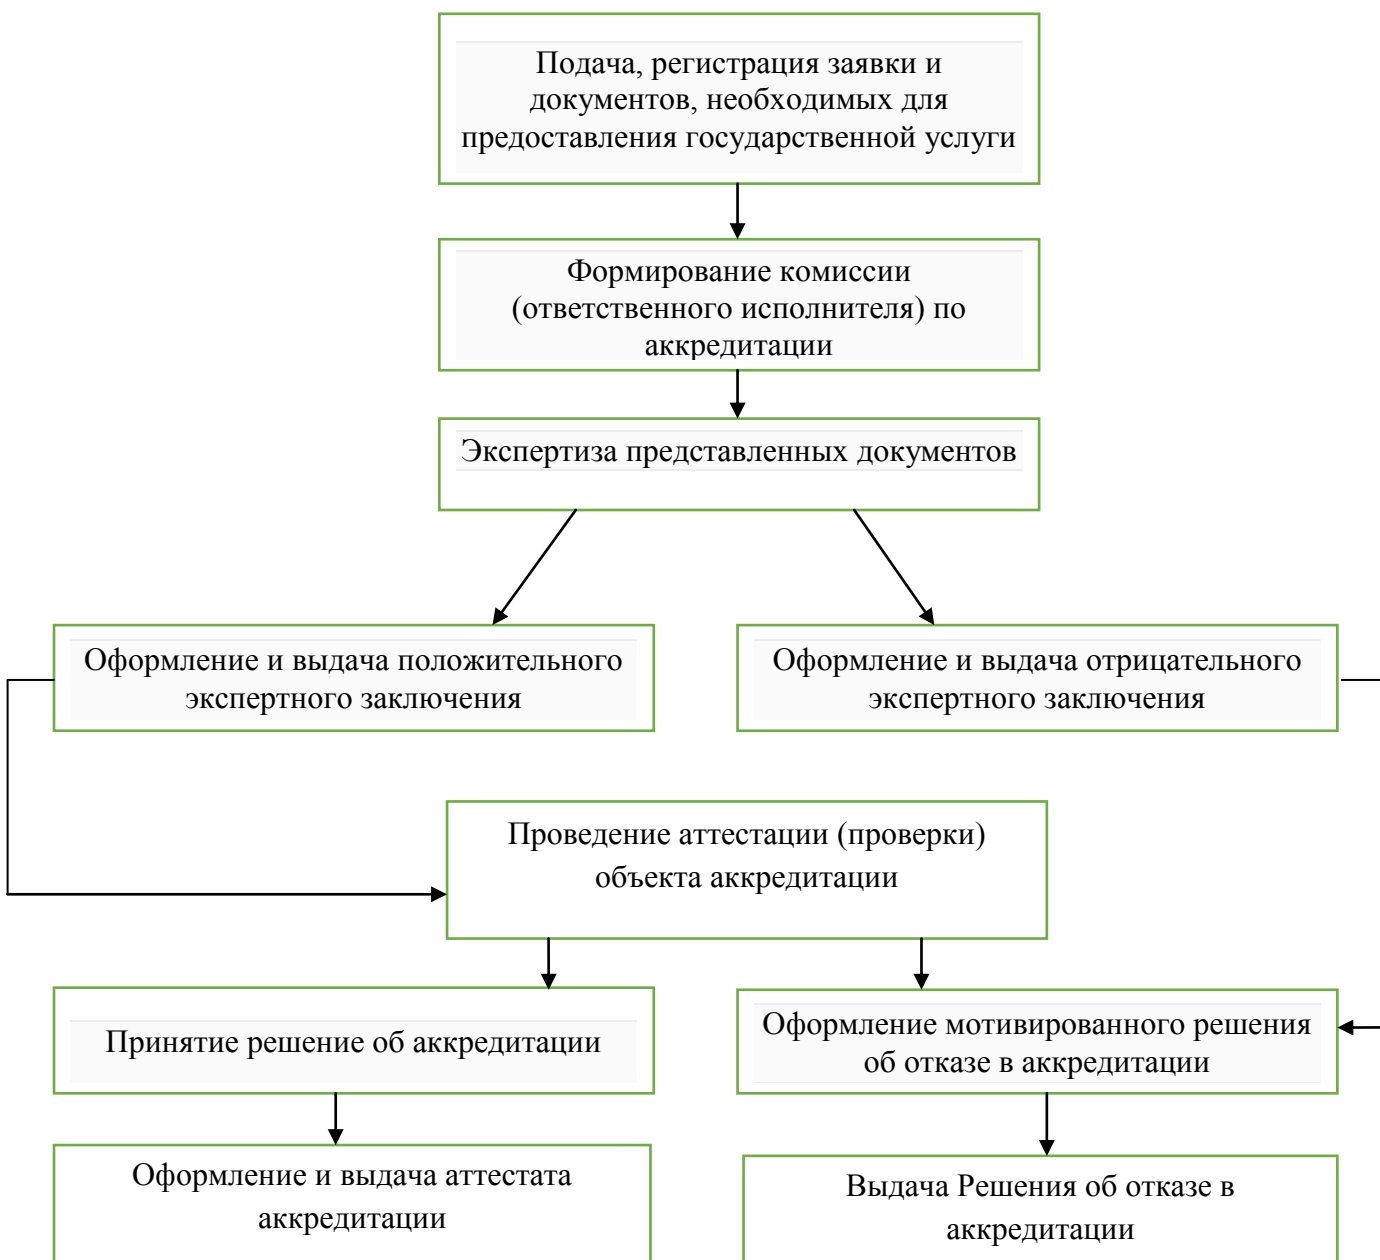 Подача, регистрация заявки и
документов, необходимых для
предоставления государственной услуги
Формирование комиссии
(ответственного исполнителя) по
аккредитации
Экспертиза представленных документов
Оформление и выдача положительного
экспертного заключения
Оформление и выдача отрицательного
экспертного заключения
Проведение аттестации (проверки)
объекта аккредитации
Принятие решение об аккредитации
Оформление мотивированного решения
об отказе в аккредитации
Оформление и выдача аттестата
аккредитации
Выдача Решения об отказе в
аккредитации